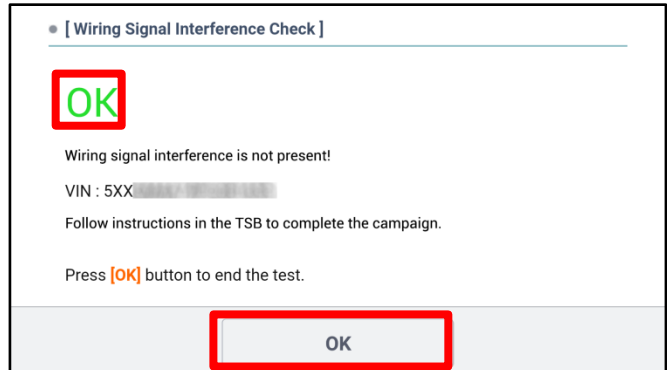 [ Wiring Signal Interference Check ]
OK
Wiring signal interference is not present!
VIN : 5XX
Follow instructions in the TSB to complete the campaign.
Press [OK] button to end the test.
OK